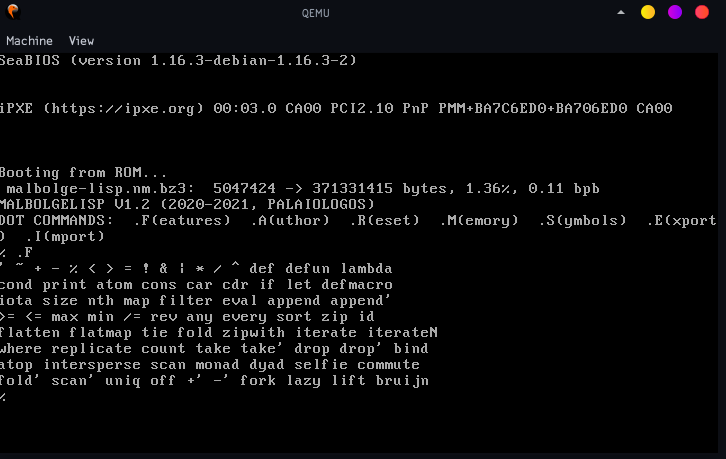 QEMU
Machine View
SeaBIOS (version 1.16.3-debian-1.16.3-2)
iPXE (https://ipxe.org) 00:03.0 CA00 PCI2.10 PnP PMM+BA7C6ED0+BA706ED0 CA00
Booting from ROM...
malbolge-lisp.nm.bz3: 5047424 -> 371331415 bytes, 1.36%, 0.11 bpb
MALBOLGELISP V1.2 (2020-2021, PALAIOLOGOS)
DOT COMMANDS: .F(eatures) .A(uthor) .R(eset) .M(emory) .S(ymbols) .E(xport
) .I(mport)
% .F
' ~ + - % < > = ! & | * / ^ def defun lambda
cond print atom cons car cdr if let defmacro
iota size nth map filter eval append append'
>= <= max min /= rev any every sort zip id
flatten flatmap tie fold zipwith iterate iterateN
where replicate count take take' drop drop' bind
atop intersperse scan monad dyad selfie commute
fold' scan' uniq off +' -' fork lazy lift bruijn
%